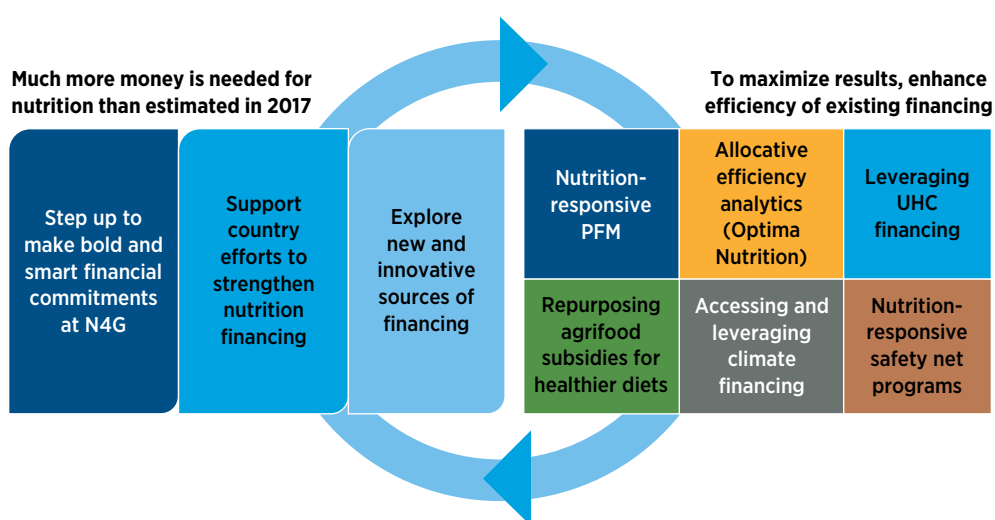 Much more money is needed for
nutrition than estimated in 2017
Step up to
make bold and
smart financial
commitments
at N4G
Support
country
efforts to
strengthen
nutrition
financing
Explore
new and
innovative
sources of
financing
To maximize results, enhance
efficiency of existing financing
Nutrition-
responsive
PFM
Allocative
efficiency
analytics
(Optima
Nutrition)
Leveraging
UHC
financing
Repurposing
agrifood
subsidies for
healthier diets
Accessing and
leveraging
climate
financing
Nutrition-
responsive
safety net
programs